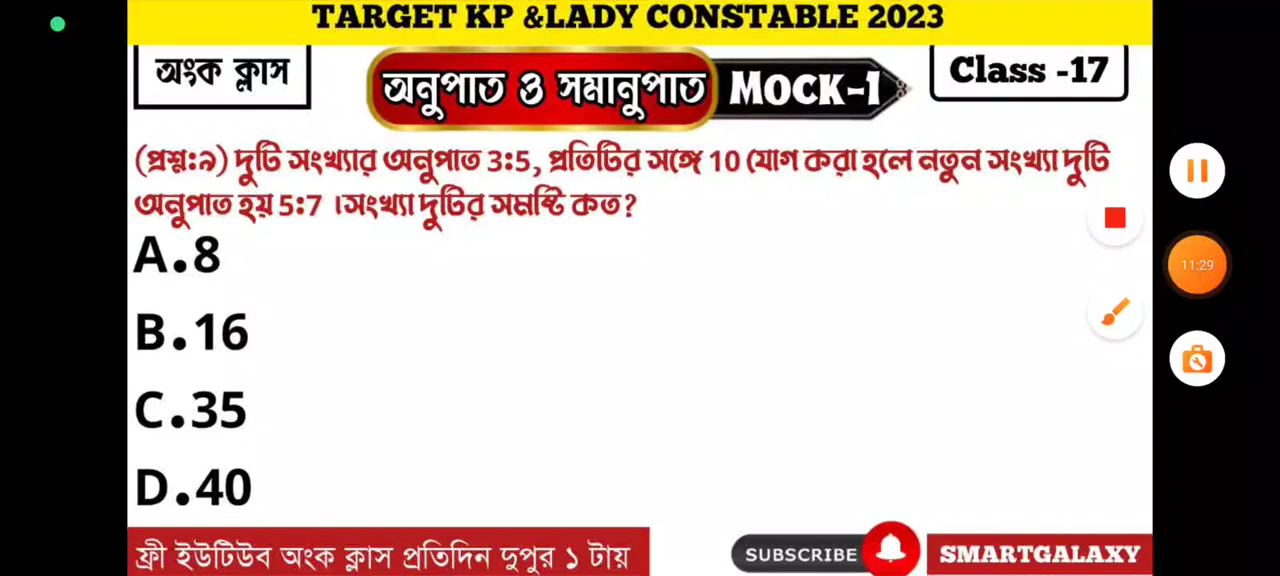 TARGET KP &LADY CONSTABLE 2023
অংক ক্লাস
অনুপাত ও সমানুপাত
MOCK-1
Class -17
(প্রশ্ন:৯) দুটি সংখ্যার অনুপাত 3:5, প্রতিটির সঙ্গে 10 যোগ করা হলে নতুন সংখ্যা দুটি
অনুপাত হয় 5:7 ।সংখ্যা দুটির সমষ্টি কত?
A.8
B.16
C.35
D.40
11:29
ফ্রী ইউটিউব অংক ক্লাস প্রতিদিন দুপুর ১ টায়
SUBSCRIBE
SMARTGALAXY